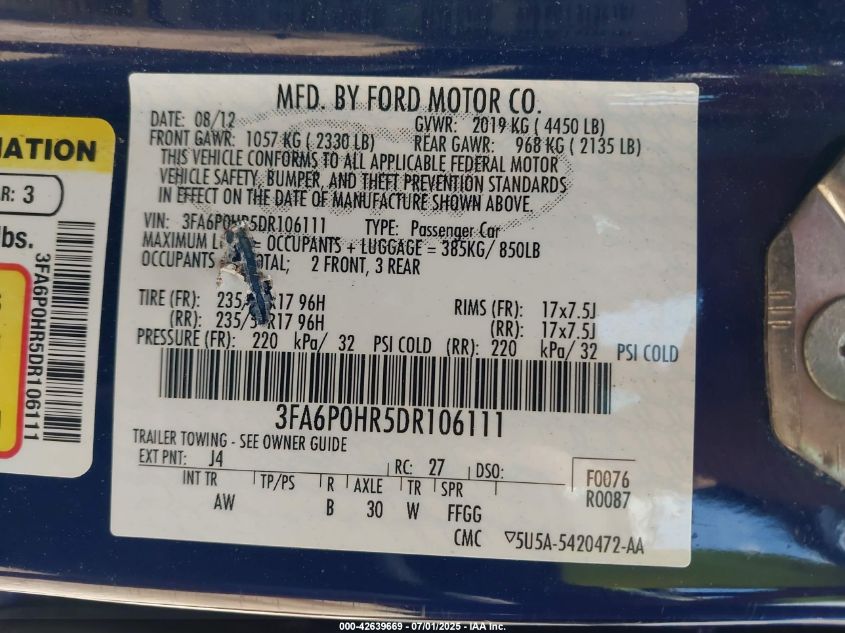 MFD. BY FORD MOTOR CO.
DATE: 08/12
GVWR: 2019 KG ( 4450 LB)
FRONT GAWR: 1057 KG ( 2330 LB)
REAR GAWR: 968 KG ( 2135 LB)
THIS VEHICLE CONFORMS TO ALL APPLICABLE FEDERAL MOTOR
VEHICLE SAFETY, BUMPER, AND THEFT PREVENTION STANDARDS
IN EFFECT ON THE DATE OF MANUFACTURE SHOWN ABOVE.
VIN: 3FA6P0HR5DR106111 TYPE: Passenger Car
MAXIMUM = OCCUPANTS + LUGGAGE = 385KG/ 850LB
OCCUPANTS TOTAL; 2 FRONT, 3 REAR
TIRE (FR): 235/ R17 96H RIMS (FR): 17x7.5J
(RR): 235/ R17 96H (RR): 17x7.5J
PRESSURE (FR): 220 kPa/ 32 PSI COLD (RR): 220 kPa/ 32 PSI COLD
3FA6P0HR5DR106111
TRAILER TOWING - SEE OWNER GUIDE
EXT PNT: J4 RC: 27 DSO: F0076
R0087
INT TR TP/PS R AXLE TR SPR
AW B 30 W FFGG
CMC ▽5U5A-5420472-AA
MATION
R: 3
lbs.
3FA6P0HR5DR106111
000-42639669 - 07/01/2025 - IAA Inc.